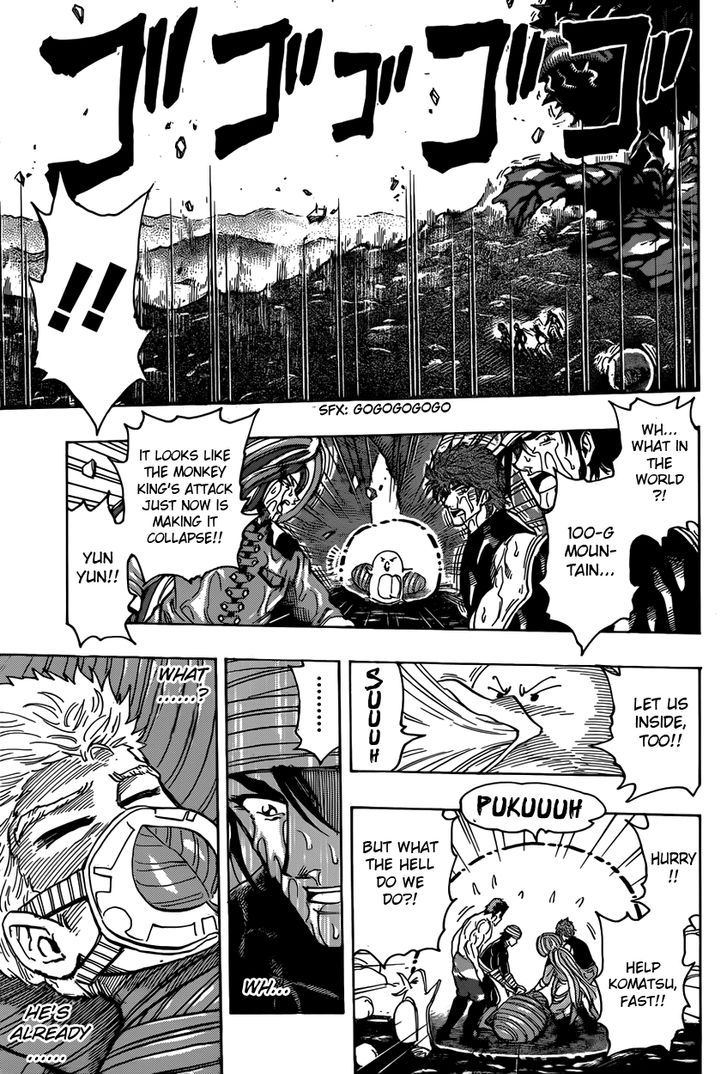 ゴゴゴゴゴ
!!
SFX: GOGOGOGOGO
WH...
WHAT IN
THE
WORLD
?!
100-G
MOUN-
TAIN...
IT LOOKS LIKE
THE MONKEY
KING'S ATTACK
JUST NOW IS
MAKING IT
COLLAPSE!!
YUN
YUN!!
LET US
INSIDE,
TOO!!
SUUUH
.......
WH...
WHAT
......?
HE'S
ALREADY
......
PUKUUUH
HURRY
!!
BUT WHAT
THE HELL
DO WE
DO?!
HELP
KOMATSU,
FAST!!